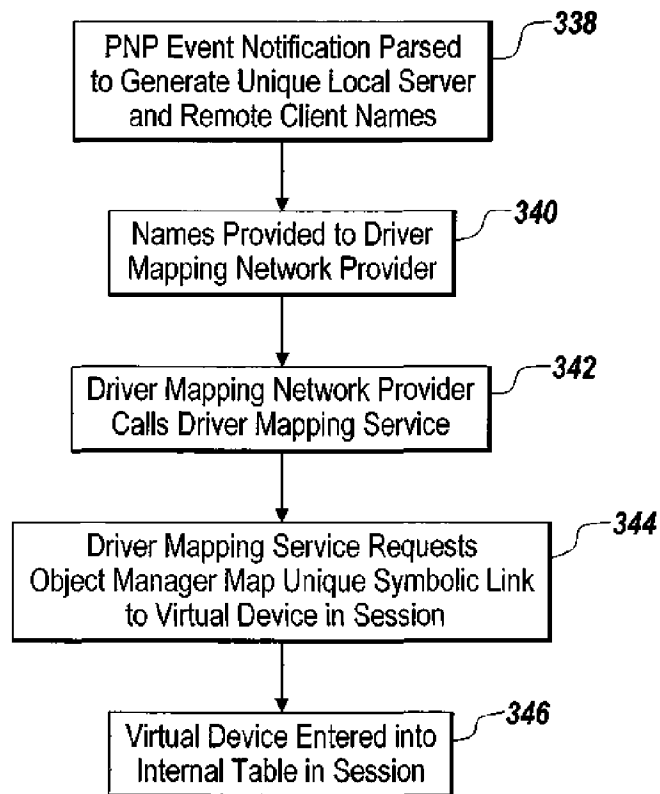 338
PNP Event Notification Parsed
to Generate Unique Local Server
and Remote Client Names
340
Names Provided to Driver
Mapping Network Provider
342
Driver Mapping Network Provider
Calls Driver Mapping Service
344
Driver Mapping Service Requests
Object Manager Map Unique Symbolic Link
to Virtual Device in Session
346
Virtual Device Entered into
Internal Table in Session